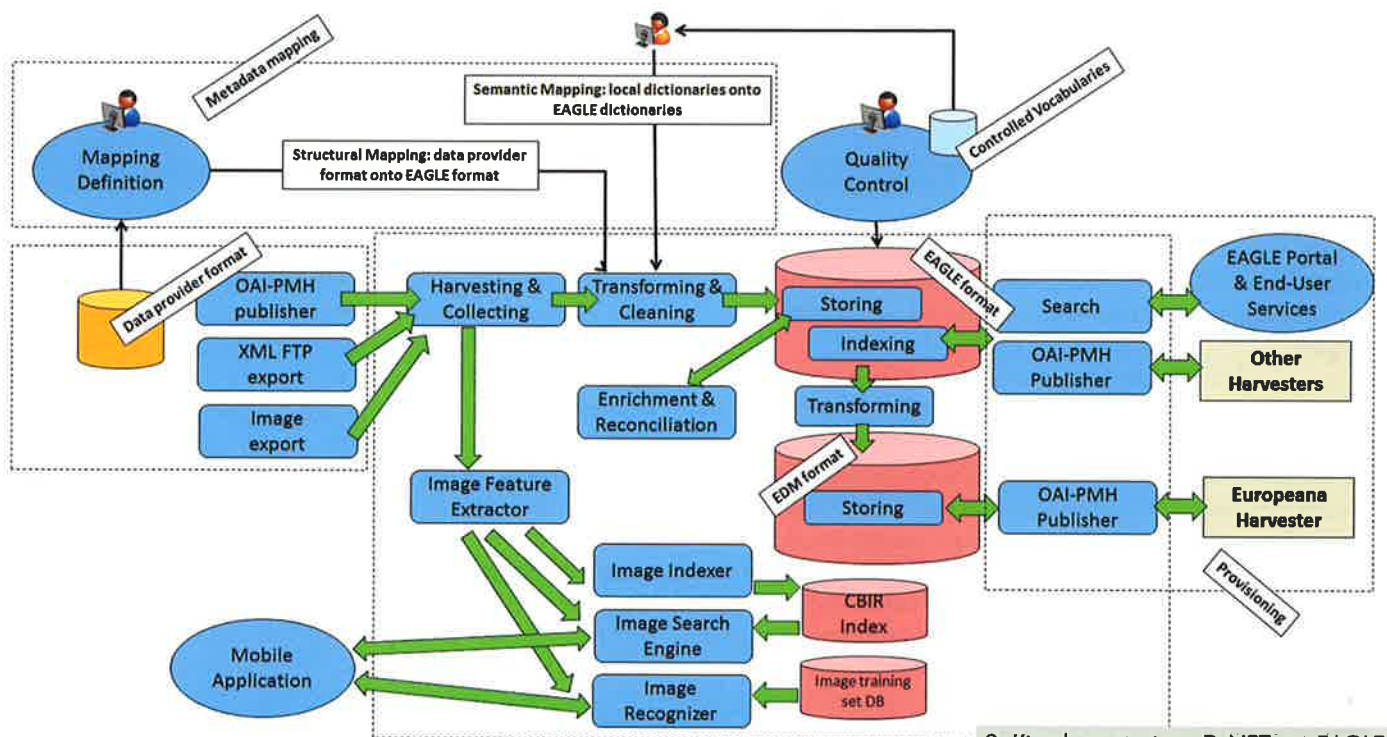 Metadata mapping
Mapping
Definition
Structural Mapping: data provider
format onto EAGLE format
Semantic Mapping: local dictionaries onto
EAGLE dictionaries
Quality
Control
Controlled Vocabularies
Data provider format
OAI-PMH
publisher
XML FTP
export
Image
export
Harvesting &
Collecting
Transforming &
Cleaning
Storing
Indexing
EAGLE format
Search
EAGLE Portal
& End-User
Services
OAI-PMH
Publisher
Other
Harvesters
Enrichment &
Reconciliation
Transforming
EDM format
Storing
OAI-PMH
Publisher
Europeana
Harvester
Provisioning
Image Feature
Extractor
Image Indexer
CBIR
Index
Image Search
Engine
Mobile
Application
Image
Recognizer
Image training
set DB